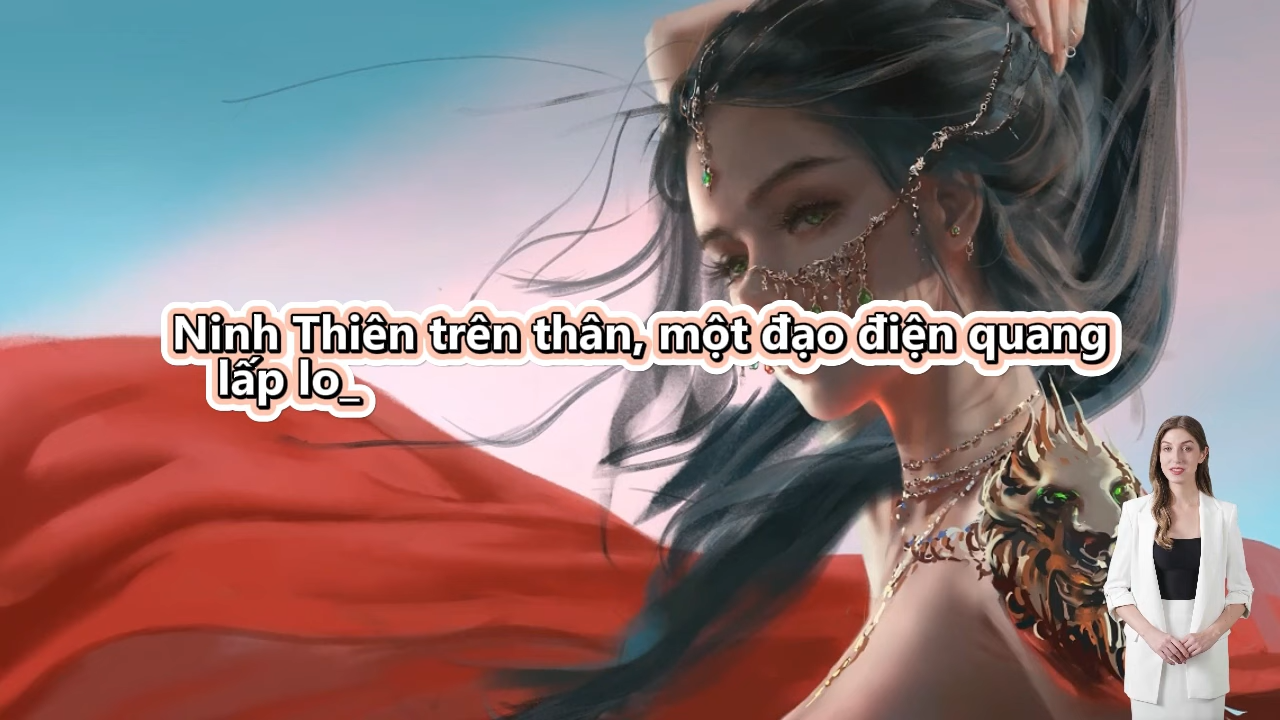 Ninh Thiên trên thân, một đạo điện quang
lấp lo_